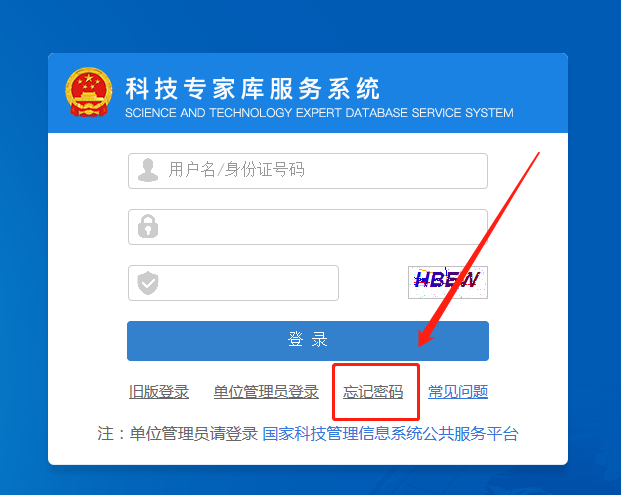 科技专家库服务系统
SCIENCE AND TECHNOLOGY EXPERT DATABASE SERVICE SYSTEM
用户名/身份证号码
HBEW
登 录
旧版登录 单位管理员登录 忘记密码 常见问题
注：单位管理员请登录 国家科技管理信息系统公共服务平台